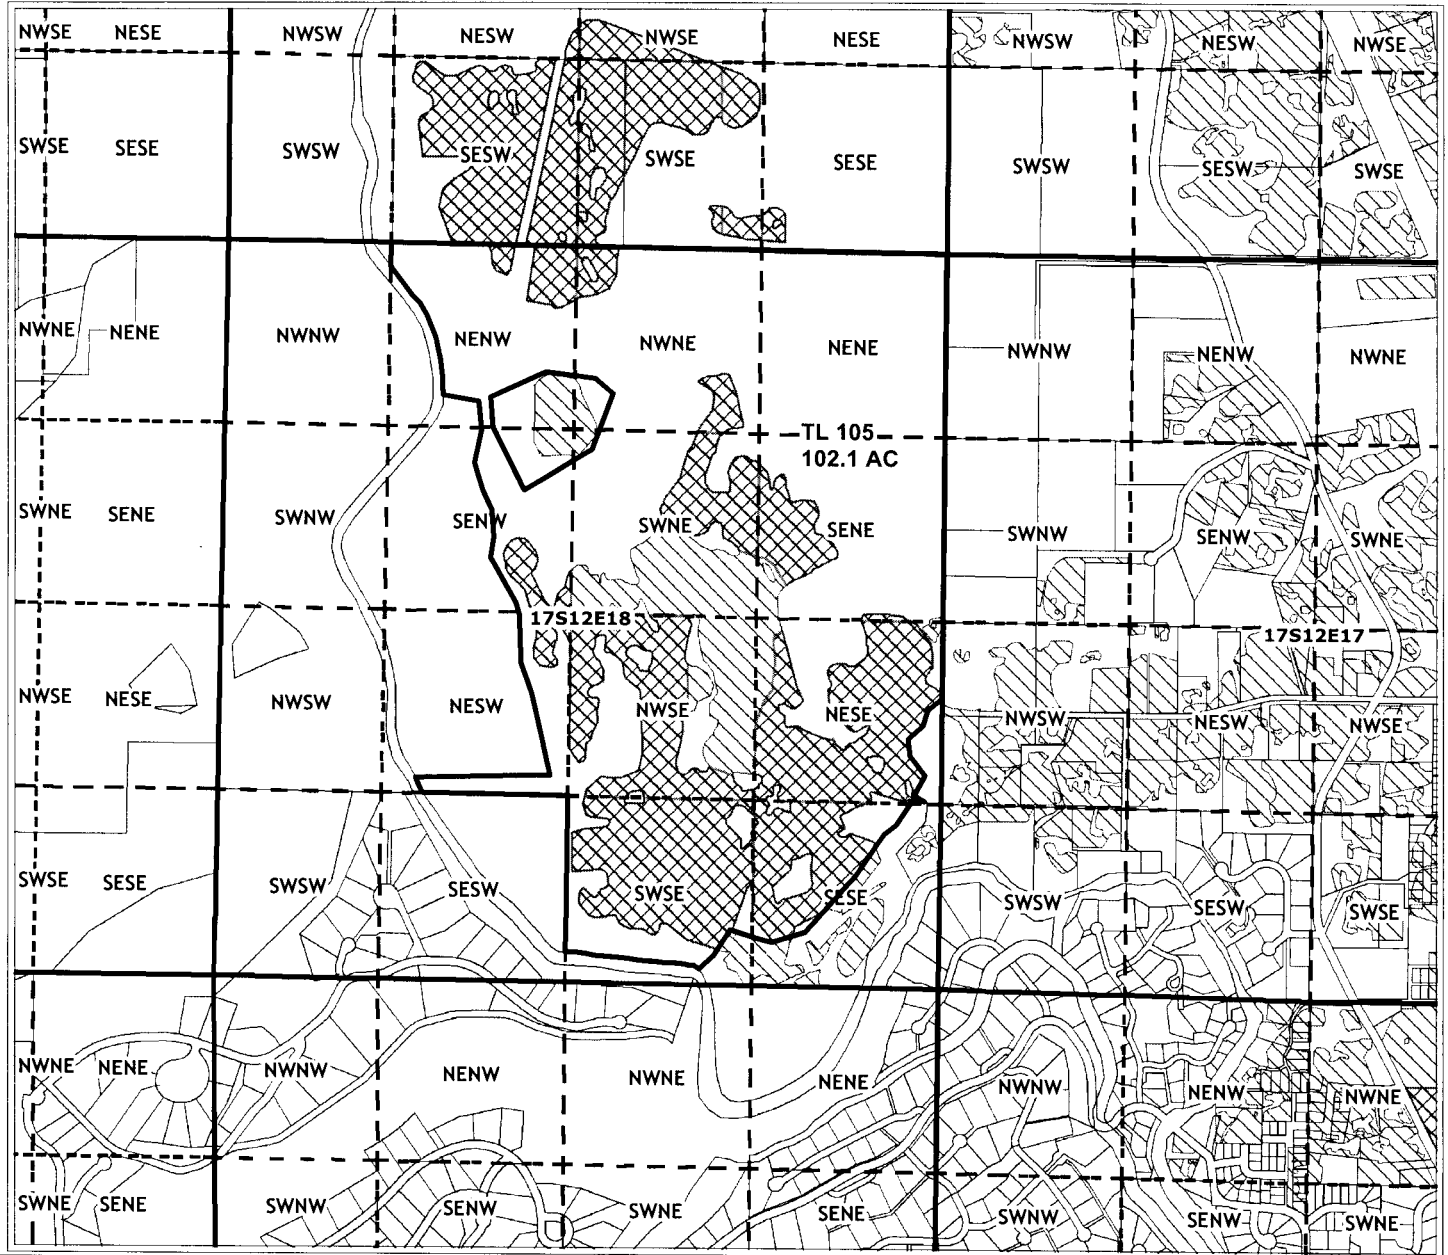 NWSE NESE NWSW NESW NWSE NESE NWSW NESW NWSE
SWSE SESE SWSW SESW SWSE SESE SWSW SESW SWSE
NWNE NENE NWNW NENW NWNE NENE NWNW NENW NWNE
TL 105
102.1 AC
SWNE SENE SWNW SENW SWNE SENE SWNW SENW SWNE
17S12E18 17S12E17
NWSE NESE NWSW NESW NWSE NESE NWSW NESW NWSE
SWSE SESE SWSW SESW SWSE SESE SWSW SESW SWSE
NWNE NENE NWNW NENW NWNE NENE NWNW NENW NWNE
SWNE SENE SWNW SENW SWNE SENE SWNW SENW SWNE